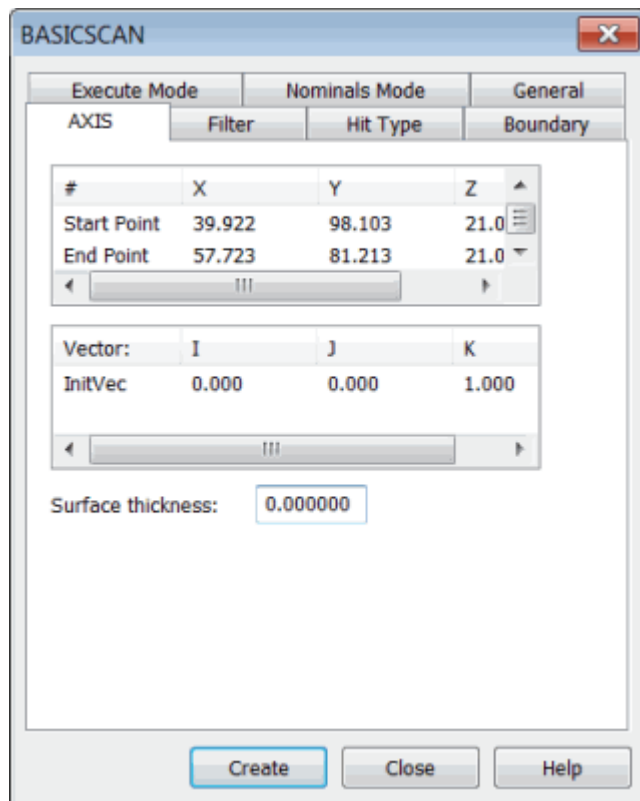 BASICSCAN
Execute Mode Nominals Mode General
AXIS Filter Hit Type Boundary
# X Y Z
Start Point 39.922 98.103 21.0
End Point 57.723 81.213 21.0
Vector: I J K
InitVec 0.000 0.000 1.000
Surface thickness: 0.000000
Create Close Help